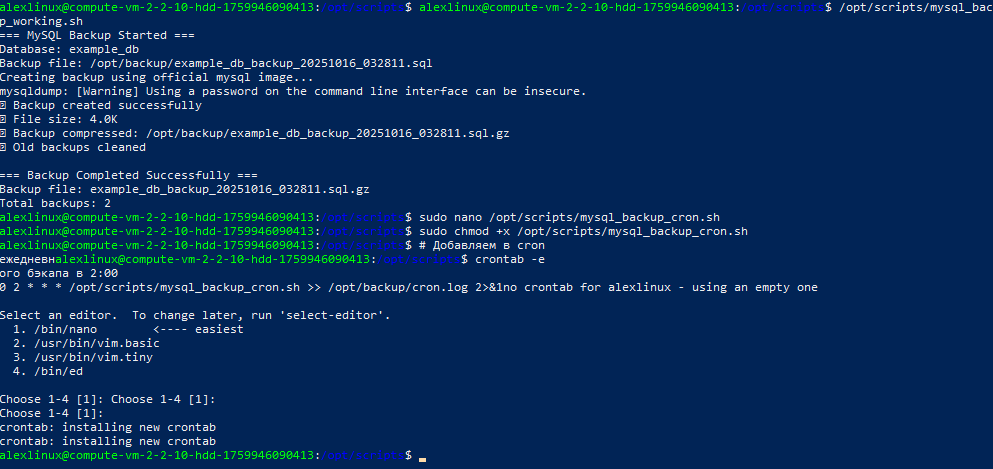 alexlinux@compute-vm-2-2-10-hdd-1759946090413:/opt/scripts$ alexlinux@compute-vm-2-2-10-hdd-1759946090413:/opt/scripts$ /opt/scripts/mysql_bac
p_working.sh
=== MySQL Backup Started ===
Database: example_db
Backup file: /opt/backup/example_db_backup_20251016_032811.sql
Creating backup using official mysql image...
mysqldump: [Warning] Using a password on the command line interface can be insecure.
Backup created successfully
File size: 4.0K
Backup compressed: /opt/backup/example_db_backup_20251016_032811.sql.gz
Old backups cleaned
=== Backup Completed Successfully ===
Backup file: example_db_backup_20251016_032811.sql.gz
Total backups: 2
alexlinux@compute-vm-2-2-10-hdd-1759946090413:/opt/scripts$ sudo nano /opt/scripts/mysql_backup_cron.sh
alexlinux@compute-vm-2-2-10-hdd-1759946090413:/opt/scripts$ sudo chmod +x /opt/scripts/mysql_backup_cron.sh
alexlinux@compute-vm-2-2-10-hdd-1759946090413:/opt/scripts$ # Добавляем в cron
ежедневнalexlinux@compute-vm-2-2-10-hdd-1759946090413:/opt/scripts$ crontab -e
ого бэкапа в 2:00
0 2 * * * /opt/scripts/mysql_backup_cron.sh >> /opt/backup/cron.log 2>&1no crontab for alexlinux - using an empty one
Select an editor.  To change later, run 'select-editor'.
1. /bin/nano        <---- easiest
2. /usr/bin/vim.basic
3. /usr/bin/vim.tiny
4. /bin/ed
Choose 1-4 [1]: Choose 1-4 [1]:
Choose 1-4 [1]:
crontab: installing new crontab
crontab: installing new crontab
alexlinux@compute-vm-2-2-10-hdd-1759946090413:/opt/scripts$